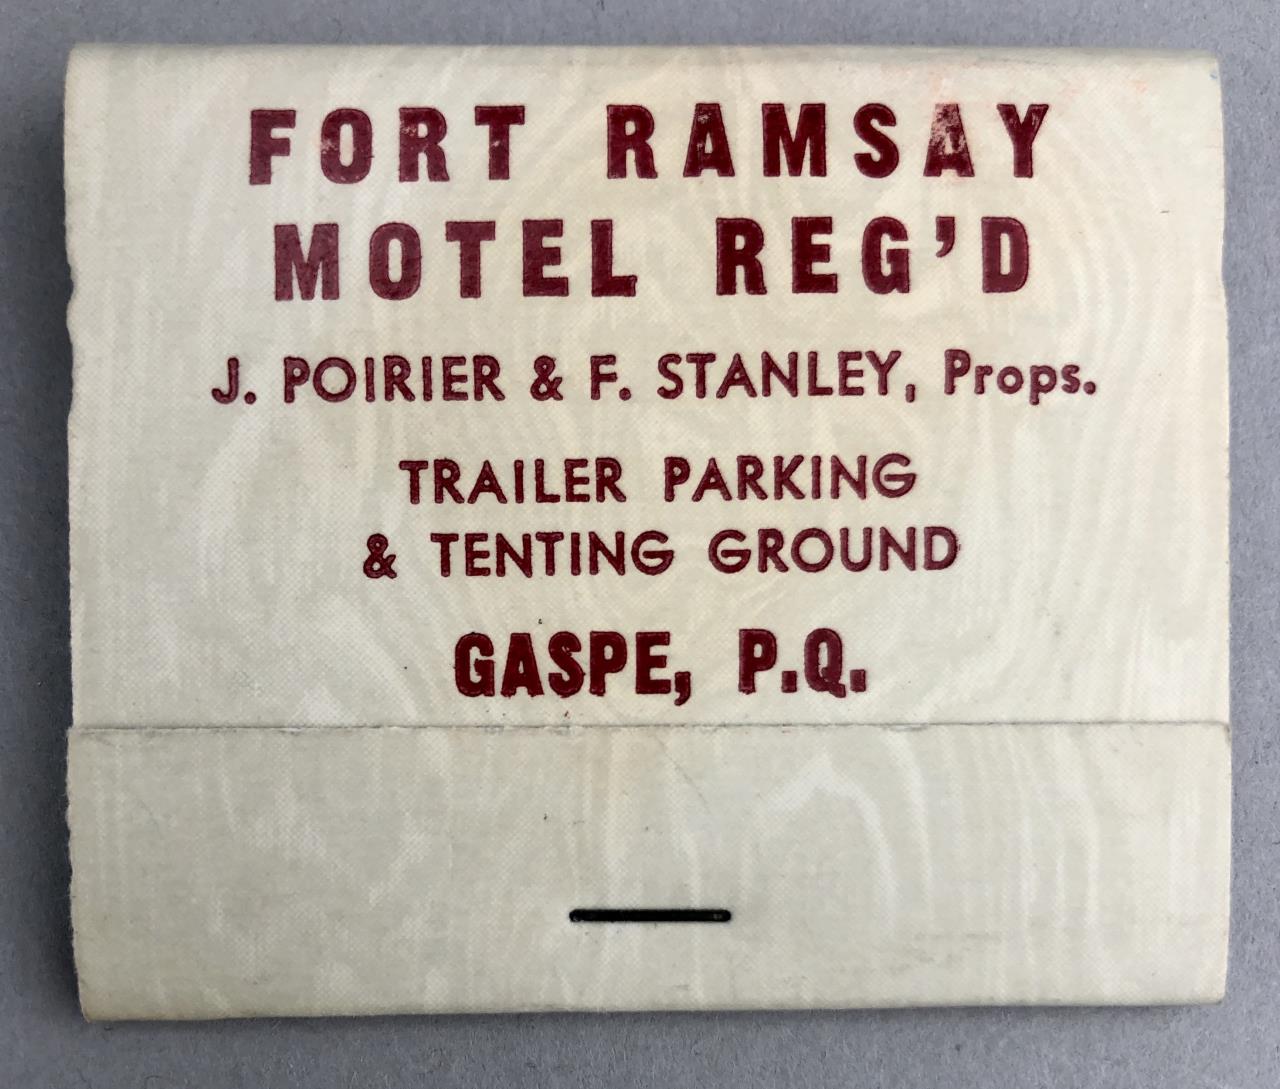 FORT RAMSAY
MOTEL REG'D
J. POIRIER & F. STANLEY, Props.
TRAILER PARKING
& TENTING GROUND
GASPE, P.Q.